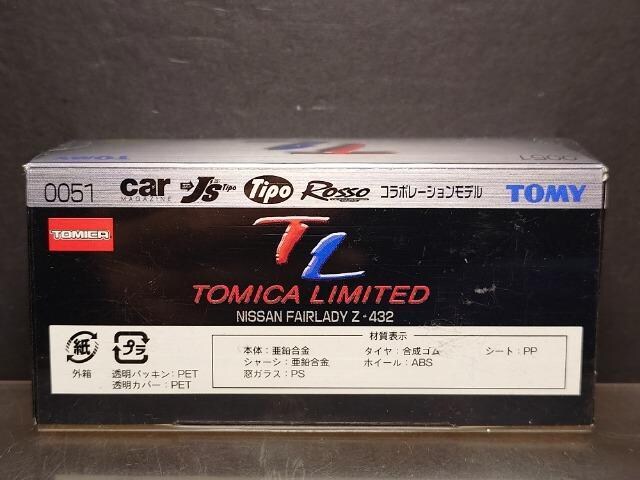 0051 car MAGAZINE J's Tipo Tipo Rosso コラボレーションモデル TOMY
TOMICA
TL
TOMICA LIMITED
NISSAN FAIRLADY Z-432
紙 プラ
外箱 透明パッキン:PET
透明カバー:PET
材質表示
本体:亜鉛合金 タイヤ:合成ゴム シート:PP
シャーシ:亜鉛合金 ホイール:ABS
窓ガラス:PS